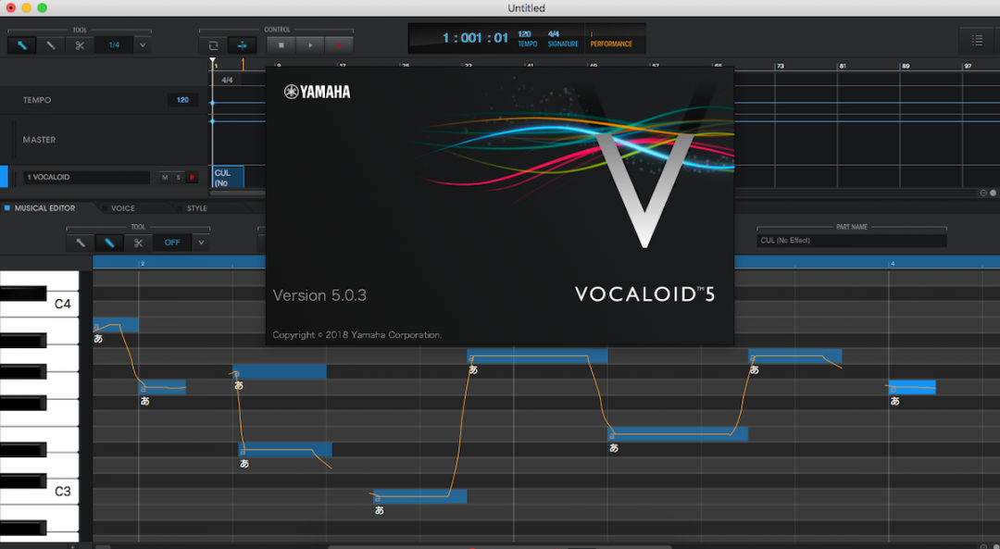 Untitled
TOOL
CONTROL
1/4
1 : 001 : 01
120
TEMPO
4/4
SIGNATURE
PERFORMANCE
1
9
17
25
33
41
49
57
65
73
81
89
97
4/4
TEMPO
120
MASTER
1 VOCALOID
M S R
CUL
(No
YAMAHA
V
VOCALOID™5
Version 5.0.3
Copyright © 2018 Yamaha Corporation.
MUSICAL EDITOR
VOICE
STYLE
TOOL
OFF
PART NAME
CUL (No Effect)
2
4
C4
a
あ
a
あ
a
あ
a
あ
a
あ
a
あ
a
あ
a
あ
a
あ
C3